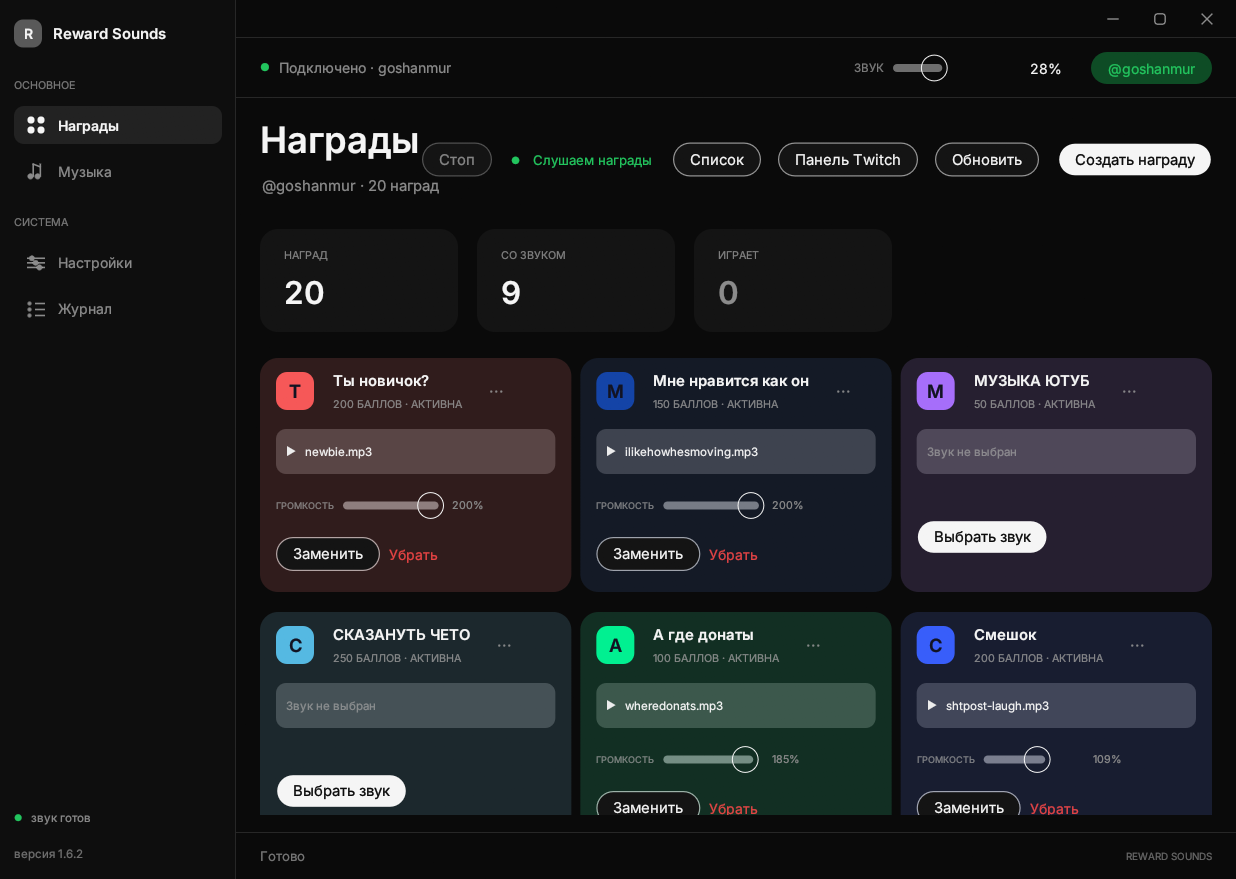 R Reward Sounds
ОСНОВНОЕ
Награды
Музыка
СИСТЕМА
Настройки
Журнал
звук готов
версия 1.6.2
Подключено · goshanmur ЗВУК 28% @goshanmur
Награды
@goshanmur · 20 наград
Стоп Слушаем награды Список Панель Twitch Обновить Создать награду
НАГРАД СО ЗВУКОМ ИГРАЕТ
20 9 0
Т Ты новичок? ...
200 БАЛЛОВ · АКТИВНА
newbie.mp3
ГРОМКОСТЬ 200%
Заменить Убрать
М Мне нравится как он ...
150 БАЛЛОВ · АКТИВНА
ilikehowhesmoving.mp3
ГРОМКОСТЬ 200%
Заменить Убрать
М МУЗЫКА ЮТУБ ...
50 БАЛЛОВ · АКТИВНА
Звук не выбран
Выбрать звук
С СКАЗАНУТЬ ЧЕТО ...
250 БАЛЛОВ · АКТИВНА
Звук не выбран
Выбрать звук
А А где донаты ...
100 БАЛЛОВ · АКТИВНА
wheredonats.mp3
ГРОМКОСТЬ 185%
Заменить Убрать
С Смешок ...
200 БАЛЛОВ · АКТИВНА
shtpost-laugh.mp3
ГРОМКОСТЬ 109%
Заменить Убрать
Готово REWARD SOUNDS